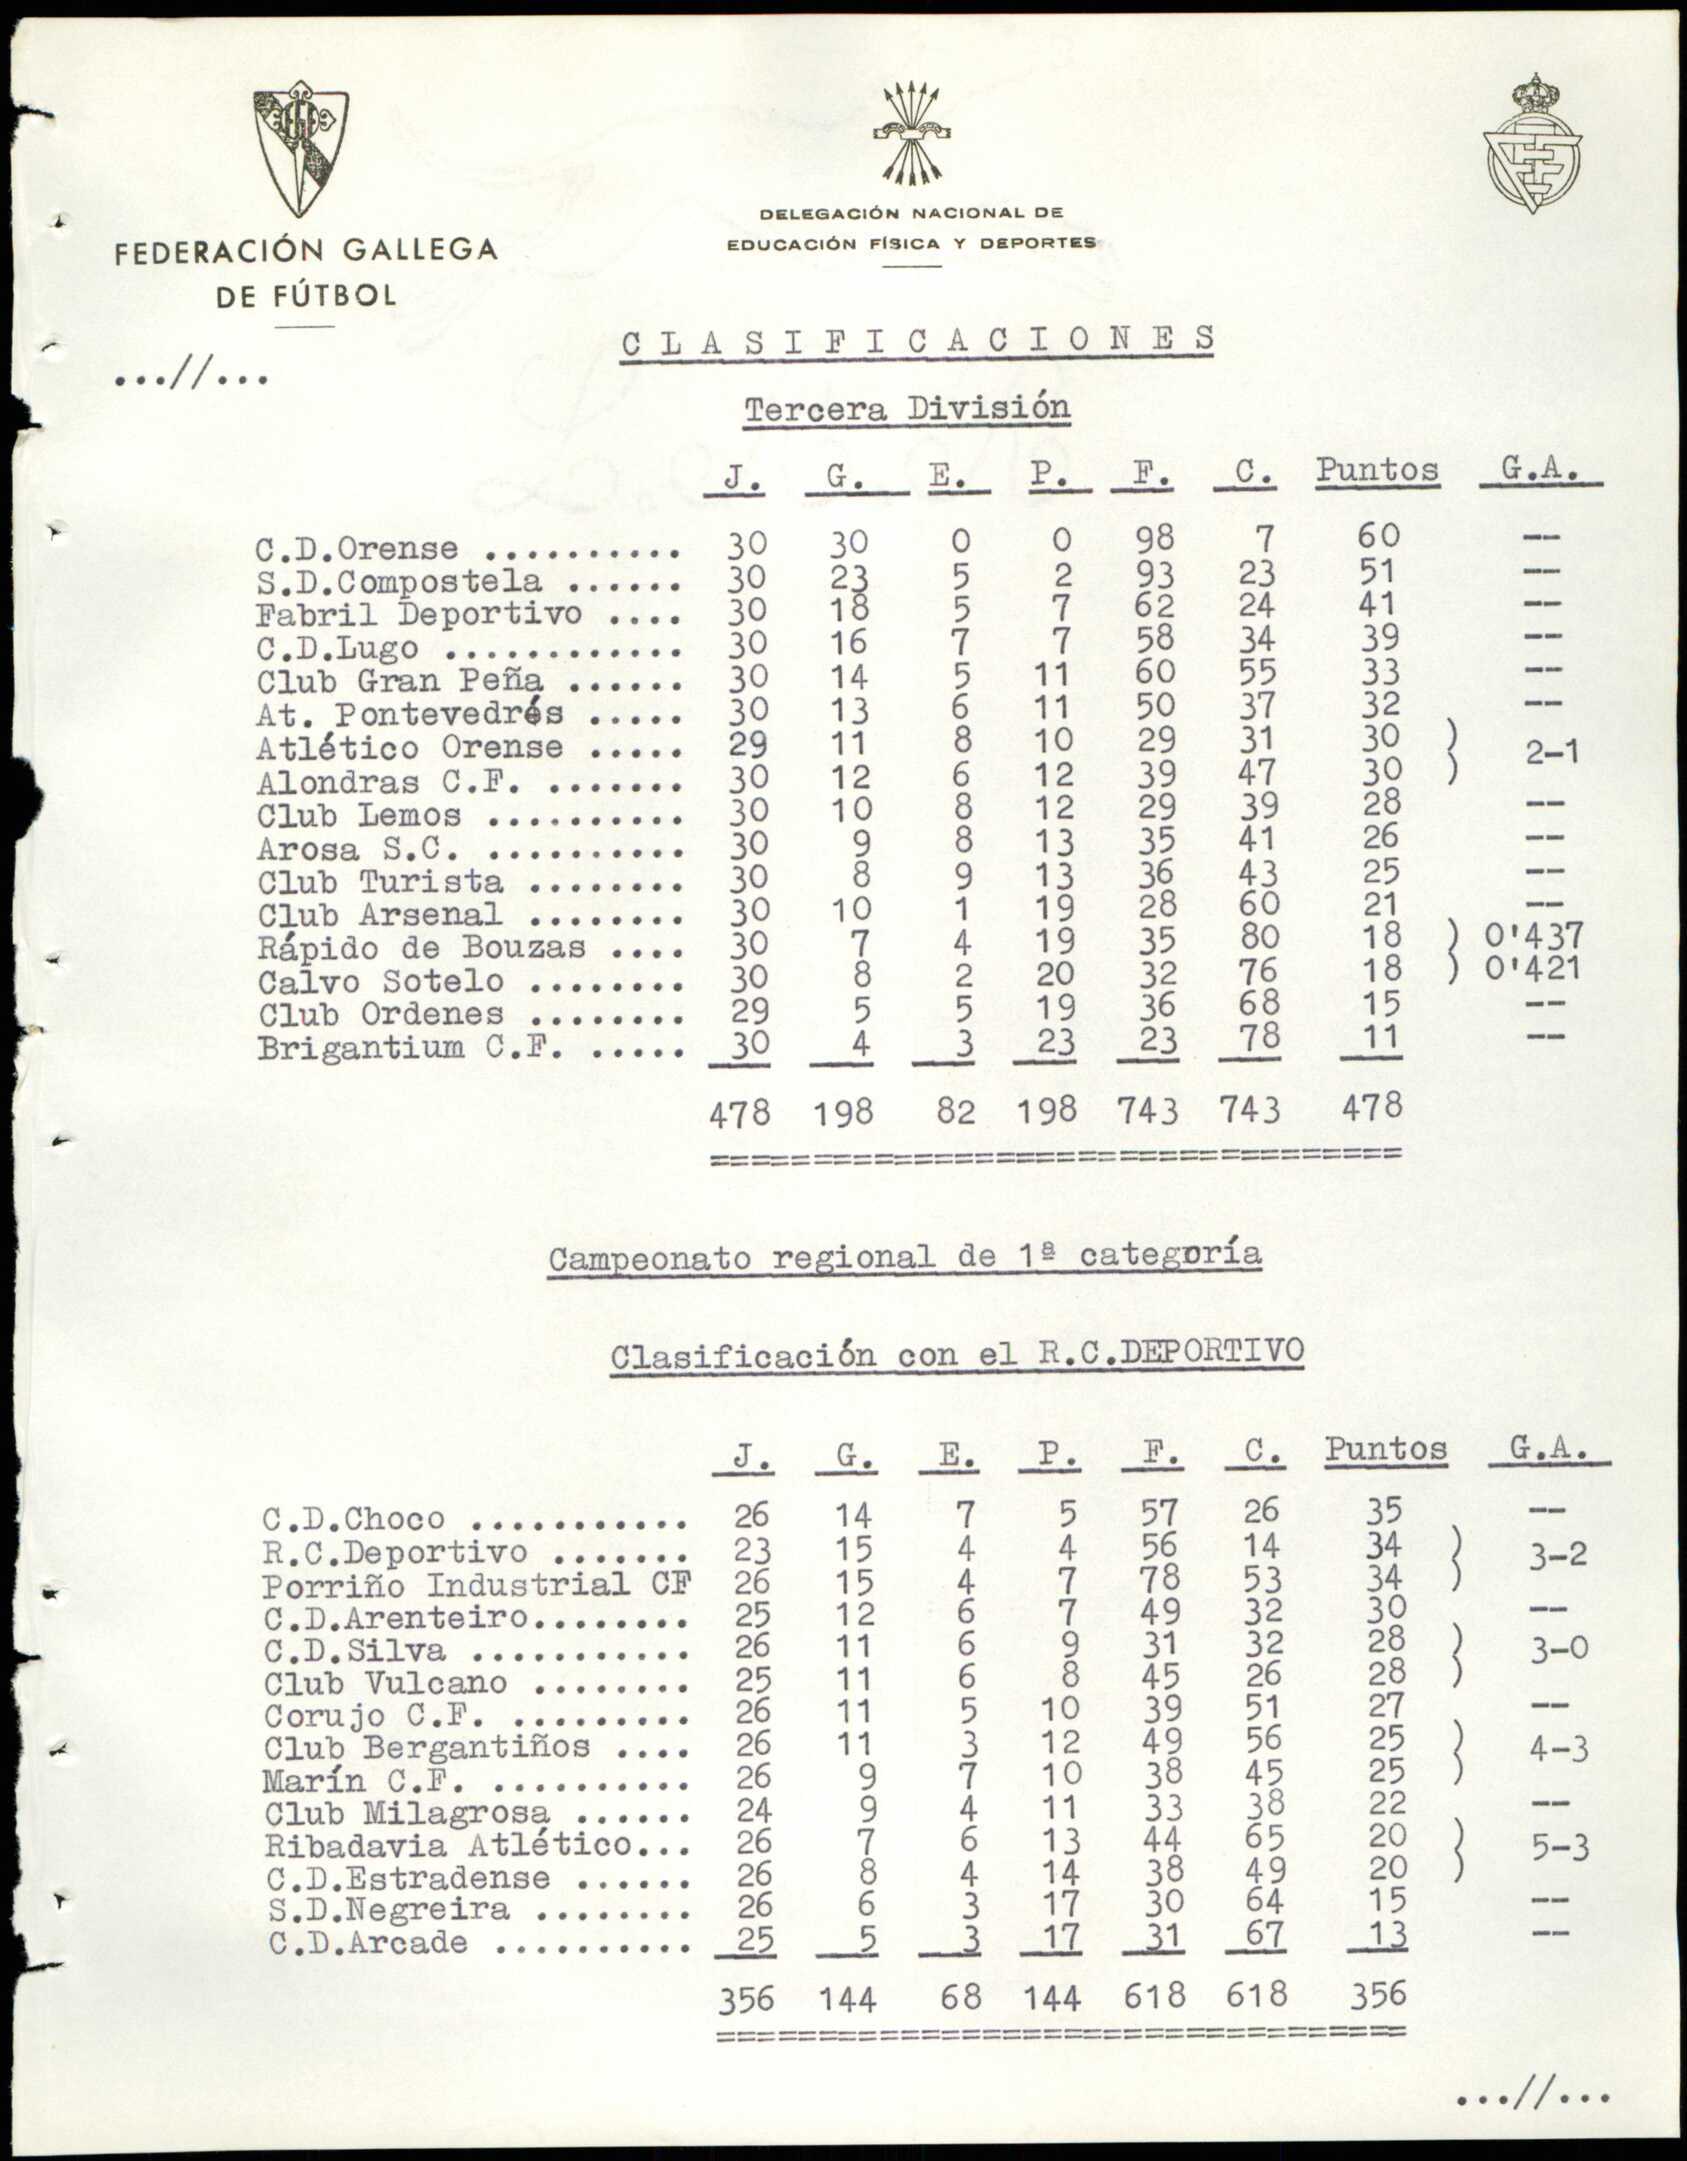 FEDERACIÓN GALLEGA
DE FÚTBOL
DELEGACIÓN NACIONAL DE
EDUCACIÓN FÍSICA Y DEPORTES
...//...
C L A S I F I C A C I O N E S
Tercera División
J. G. E. P. F. C. Puntos G.A.
C.D.Orense .......... 30 30 0 0 98 7 60 --
S.D.Compostela ...... 30 23 5 2 93 23 51 --
Fabril Deportivo .... 30 18 5 7 62 24 41 --
C.D.Lugo ............ 30 16 7 7 58 34 39 --
Club Gran Peña ...... 30 14 5 11 60 55 33 --
At. Pontevedrés ..... 30 13 6 11 50 37 32 --
Atlético Orense ..... 29 11 8 10 29 31 30 ) 2-1
Alondras C.F. ....... 30 12 6 12 39 47 30 )
Club Lemos .......... 30 10 8 12 29 39 28 --
Arosa S.C. .......... 30 9 8 13 35 41 26 --
Club Turista ........ 30 8 9 13 36 43 25 --
Club Arsenal ........ 30 10 1 19 28 60 21 --
Rápido de Bouzas .... 30 7 4 19 35 80 18 ) 0'437
Calvo Sotelo ........ 30 8 2 20 32 76 18 ) 0'421
Club Ordenes ........ 29 5 5 19 36 68 15 --
Brigantium C.F. ..... 30 4 3 23 23 78 11 --
478 198 82 198 743 743 478
==================================
Campeonato regional de 1ª categoría
Clasificación con el R.C.DEPORTIVO
J. G. E. P. F. C. Puntos G.A.
C.D.Choco ........... 26 14 7 5 57 26 35 --
R.C.Deportivo ....... 23 15 4 4 56 14 34 ) 3-2
Porriño Industrial CF 26 15 4 7 78 53 34 )
C.D.Arenteiro........ 25 12 6 7 49 32 30 --
C.D.Silva ........... 26 11 6 9 31 32 28 ) 3-0
Club Vulcano ........ 25 11 6 8 45 26 28 )
Corujo C.F. ......... 26 11 5 10 39 51 27 --
Club Bergantiños .... 26 11 3 12 49 56 25 ) 4-3
Marín C.F. .......... 26 9 7 10 38 45 25 )
Club Milagrosa ...... 24 9 4 11 33 38 22 --
Ribadavia Atlético... 26 7 6 13 44 65 20 ) 5-3
C.D.Estradense ...... 26 8 4 14 38 49 20 )
S.D.Negreira ........ 26 6 3 17 30 64 15 --
C.D.Arcade .......... 25 5 3 17 31 67 13 --
356 144 68 144 618 618 356
==================================
...//...